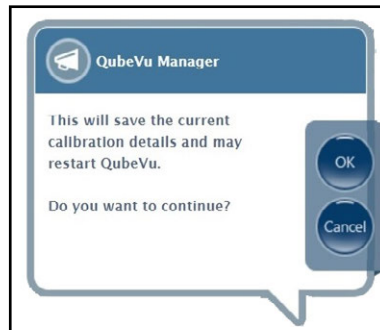 QubeVu Manager
This will save the current
calibration details and may
restart QubeVu.
Do you want to continue?
OK
Cancel